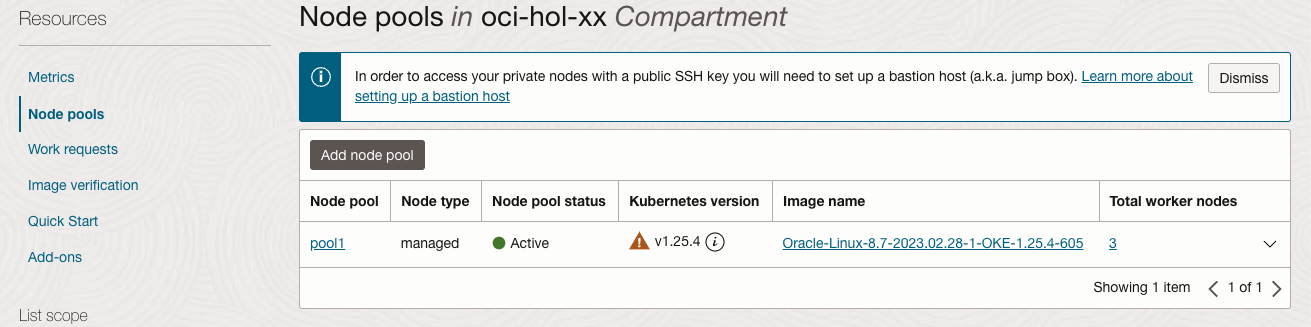 Resources
Metrics
Node pools
Work requests
Image verification
Quick Start
Add-ons
List scope
Node pools in oci-hol-xx Compartment
In order to access your private nodes with a public SSH key you will need to set up a bastion host (a.k.a. jump box). Learn more about
setting up a bastion host
Dismiss
Add node pool
Node pool Node type Node pool status Kubernetes version Image name Total worker nodes
pool1 managed Active v1.25.4 Oracle-Linux-8.7-2023.02.28-1-OKE-1.25.4-605 3
Showing 1 item 1 of 1